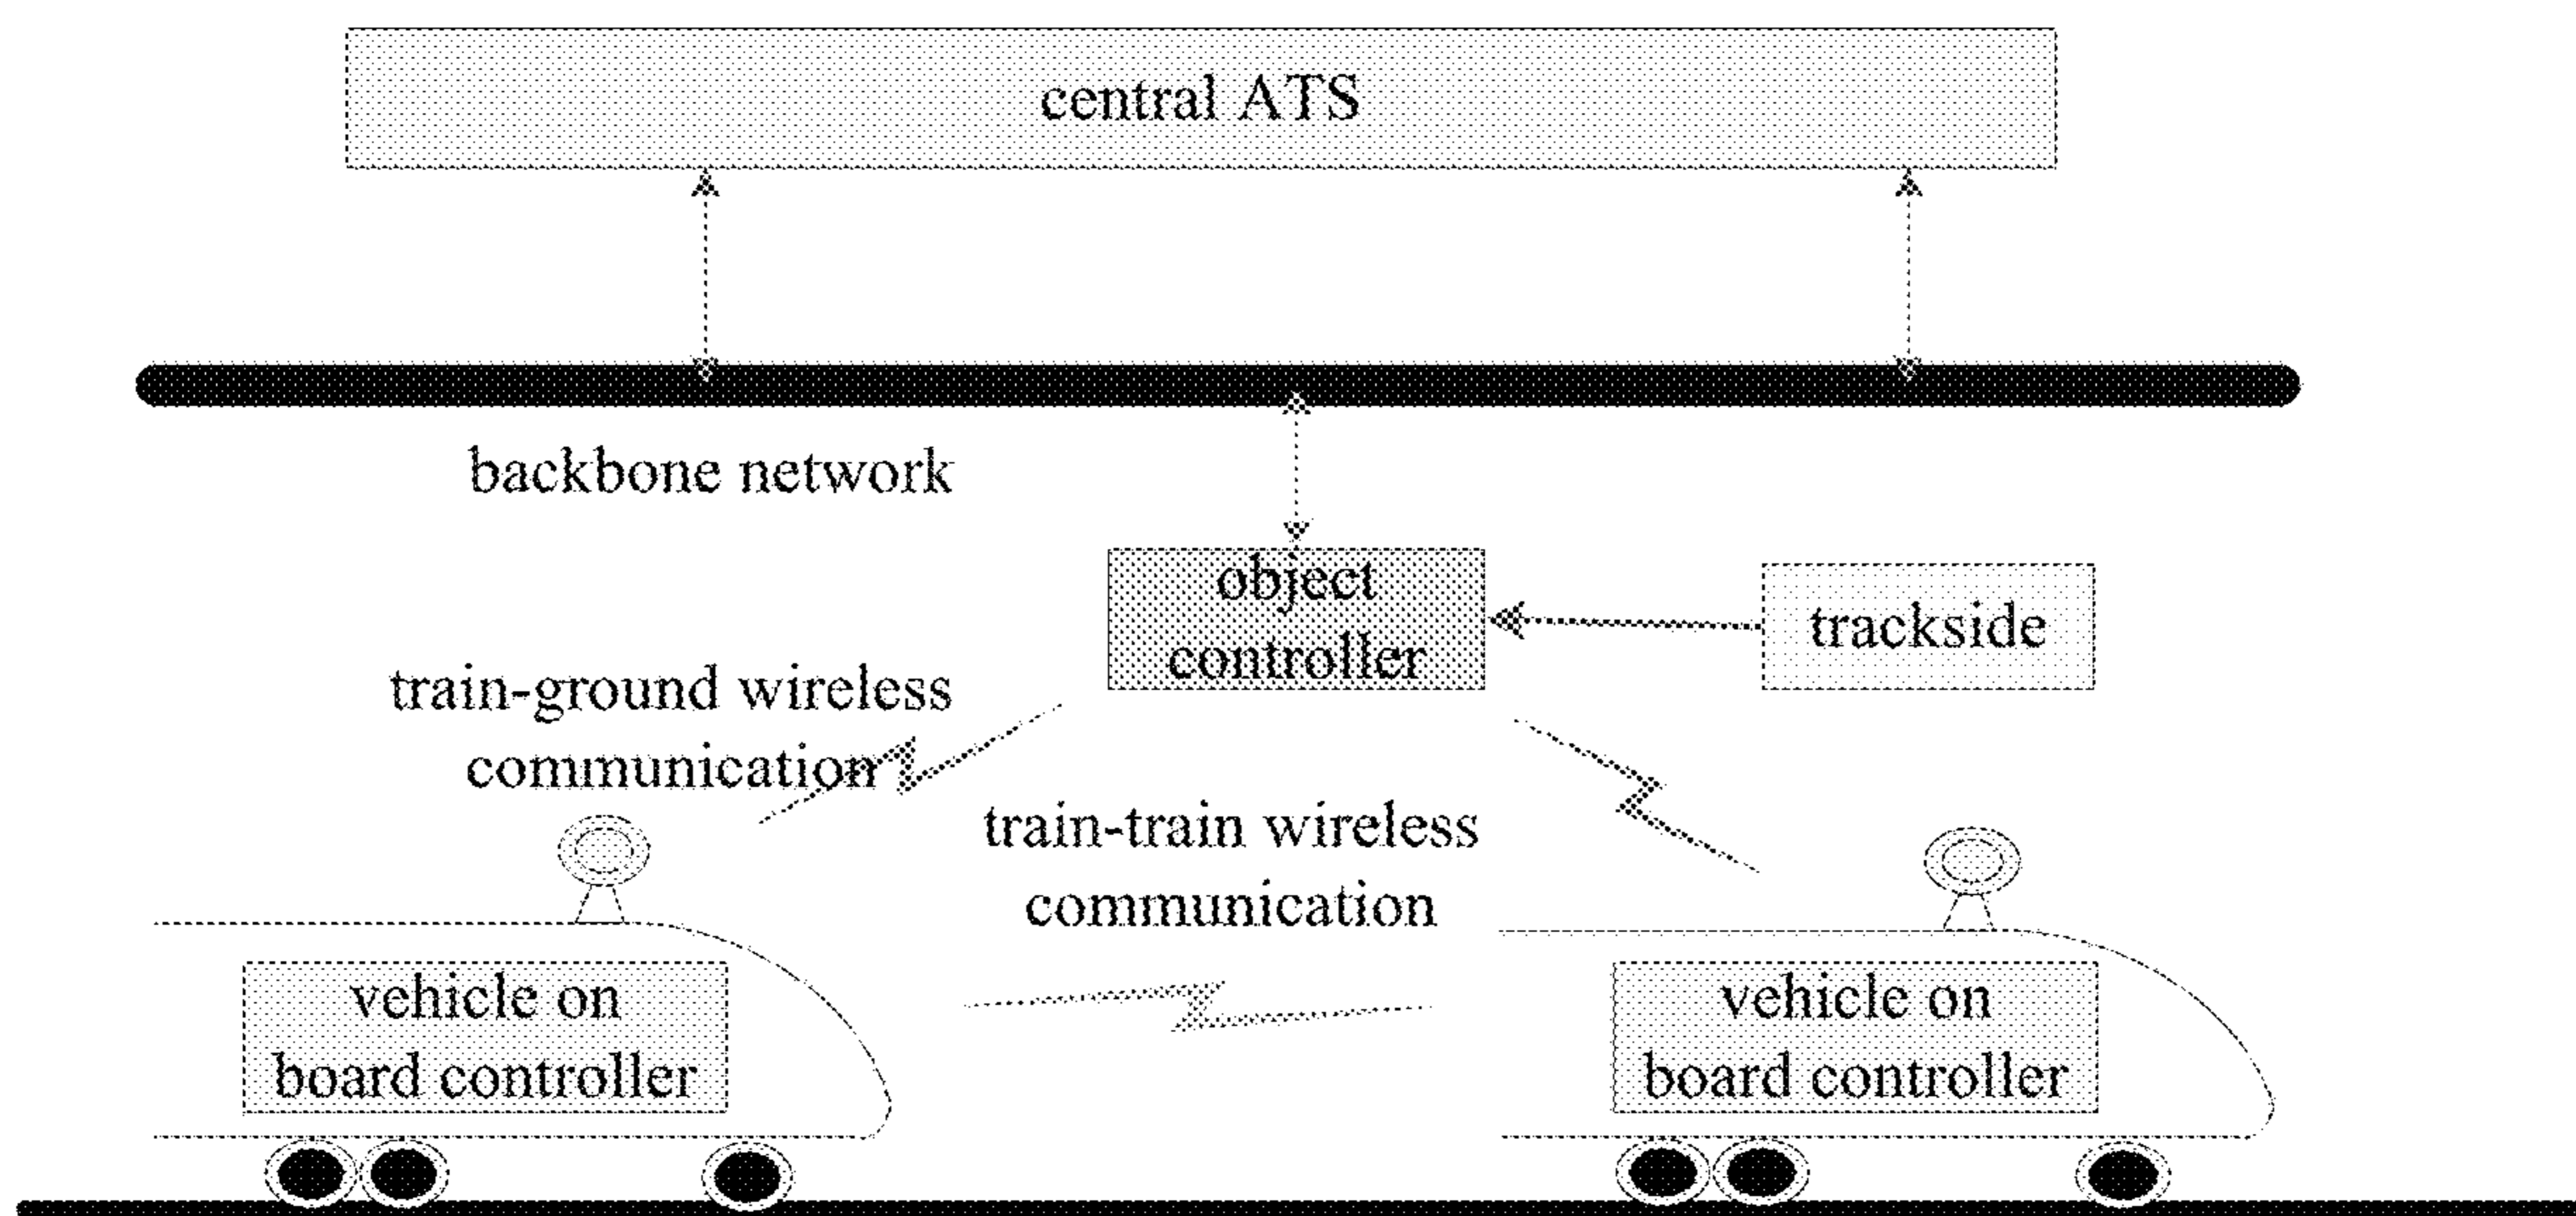 central ATS
backbone network
object
controller
trackside
train-ground wireless
communication
train-train wireless
communication
vehicle on
board controller
vehicle on
board controller